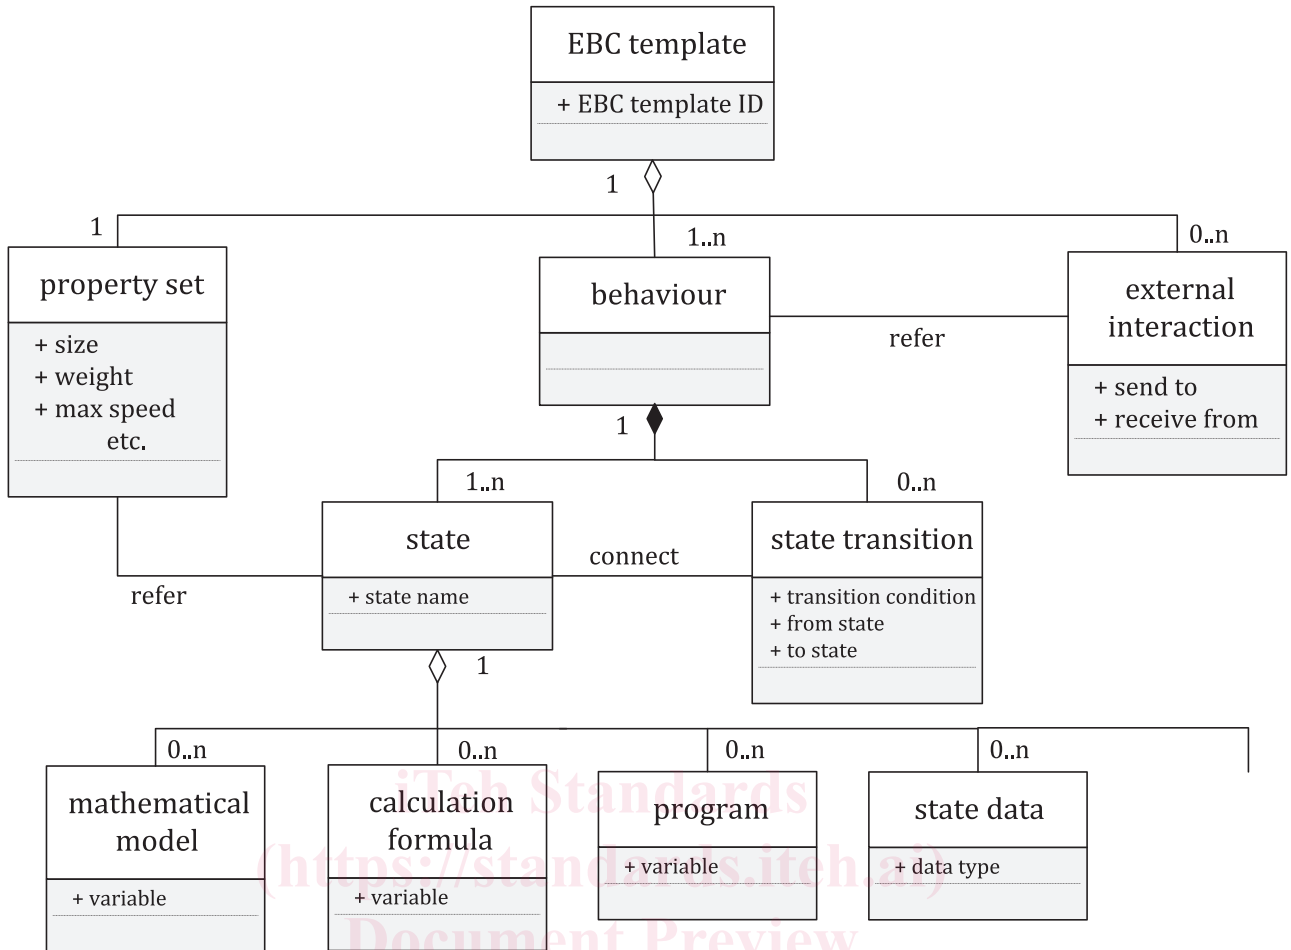 EBC template
+ EBC template ID
1
1
1..n
0..n
property set
+ size
+ weight
+ max speed
etc.
behaviour
refer
external
interaction
+ send to
+ receive from
1
1..n
0..n
state
+ state name
connect
state transition
+ transition condition
+ from state
+ to state
refer
1
0..n
0..n
0..n
0..n
mathematical
model
+ variable
calculation
formula
+ variable
program
+ variable
state data
+ data type
iTeh Standards
(https://standards.iteh.ai)
Document Preview